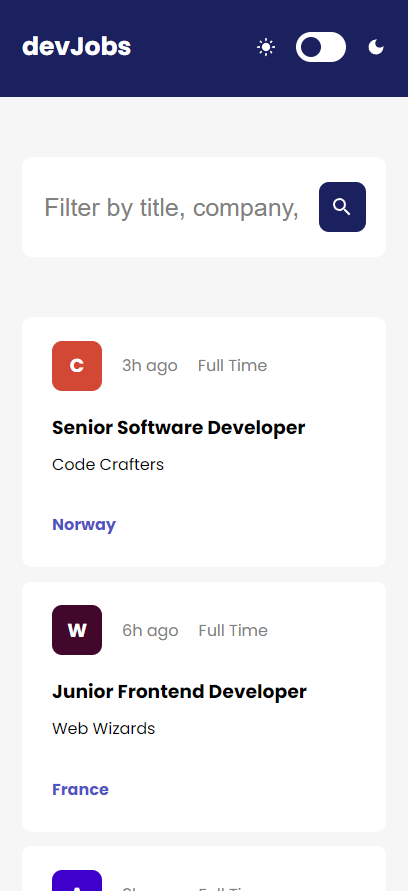 devJobs
Filter by title, company,
C 3h ago Full Time
Senior Software Developer
Code Crafters
Norway
W 6h ago Full Time
Junior Frontend Developer
Web Wizards
France